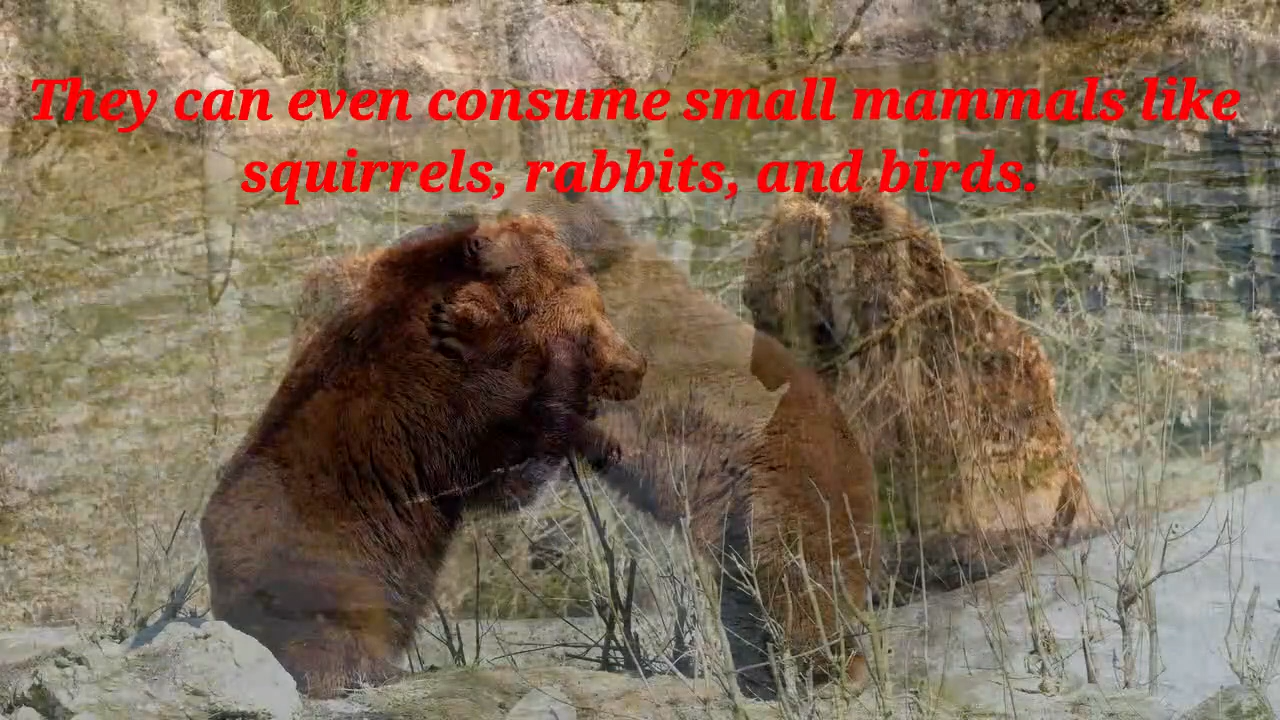 They can even consume small mammals like
squirrels, rabbits, and birds.